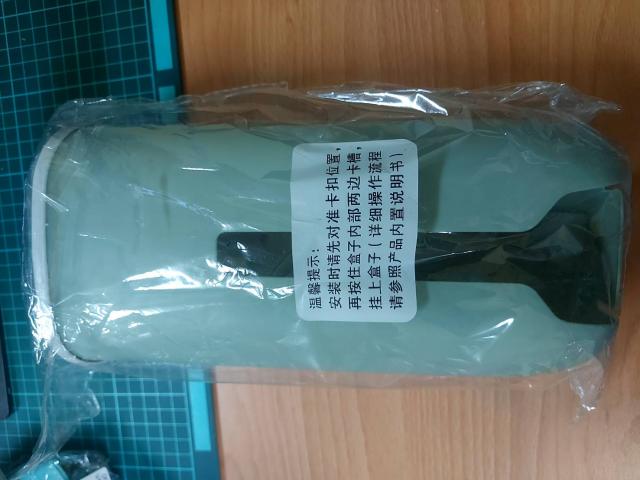 温馨提示：
安装时请先对准卡扣位置，
再按住盒子内部两边卡槽，
挂上盒子（详细操作流程
请参照产品内置说明书）